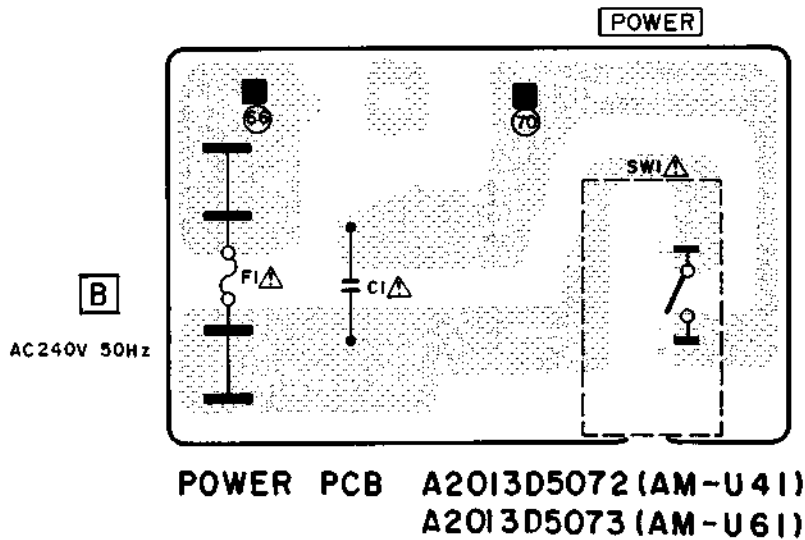 POWER
66
70
SW1⚠
F1⚠
C1⚠
B
AC240V 50Hz
POWER PCB A2013D5072(AM-U41)
A2013D5073(AM-U61)